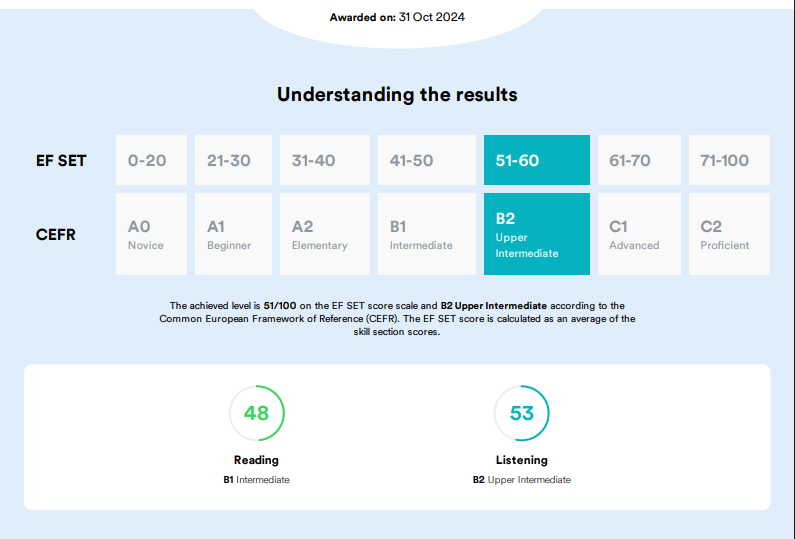 Awarded on: 31 Oct 2024
Understanding the results
EF SET 0-20 21-30 31-40 41-50 51-60 61-70 71-100
CEFR A0 Novice A1 Beginner A2 Elementary B1 Intermediate B2 Upper Intermediate C1 Advanced C2 Proficient
The achieved level is 51/100 on the EF SET score scale and B2 Upper Intermediate according to the
Common European Framework of Reference (CEFR). The EF SET score is calculated as an average of the
skill section scores.
48 53
Reading Listening
B1 Intermediate B2 Upper Intermediate